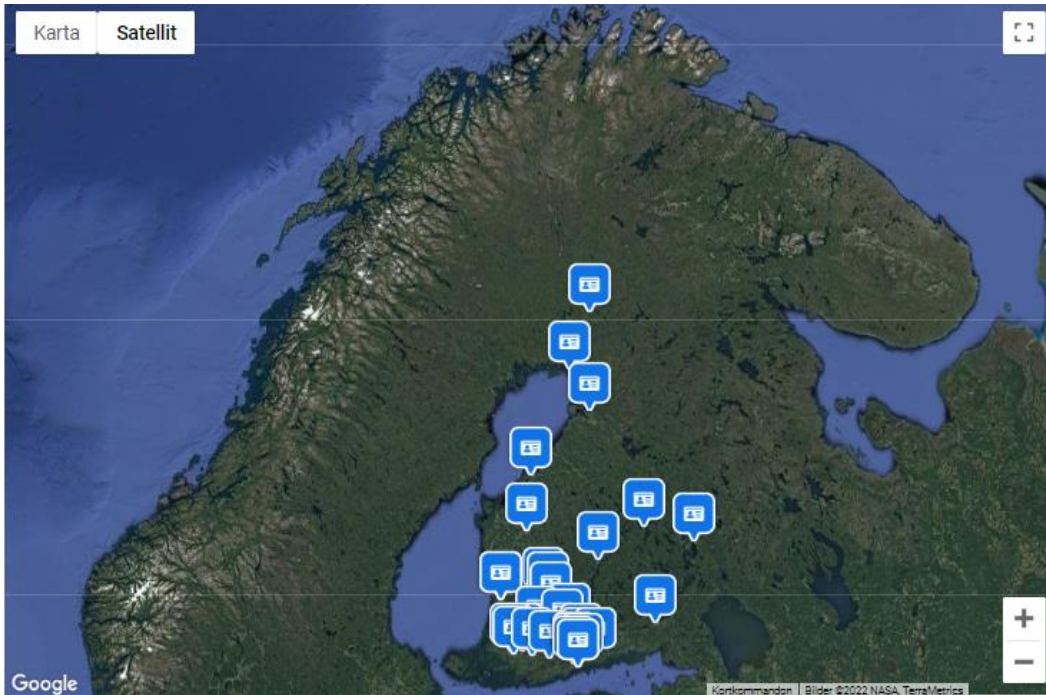 Karta Satellit
+
−
Google
Kortkommandon Bilder ©2022 NASA, TerraMetrics